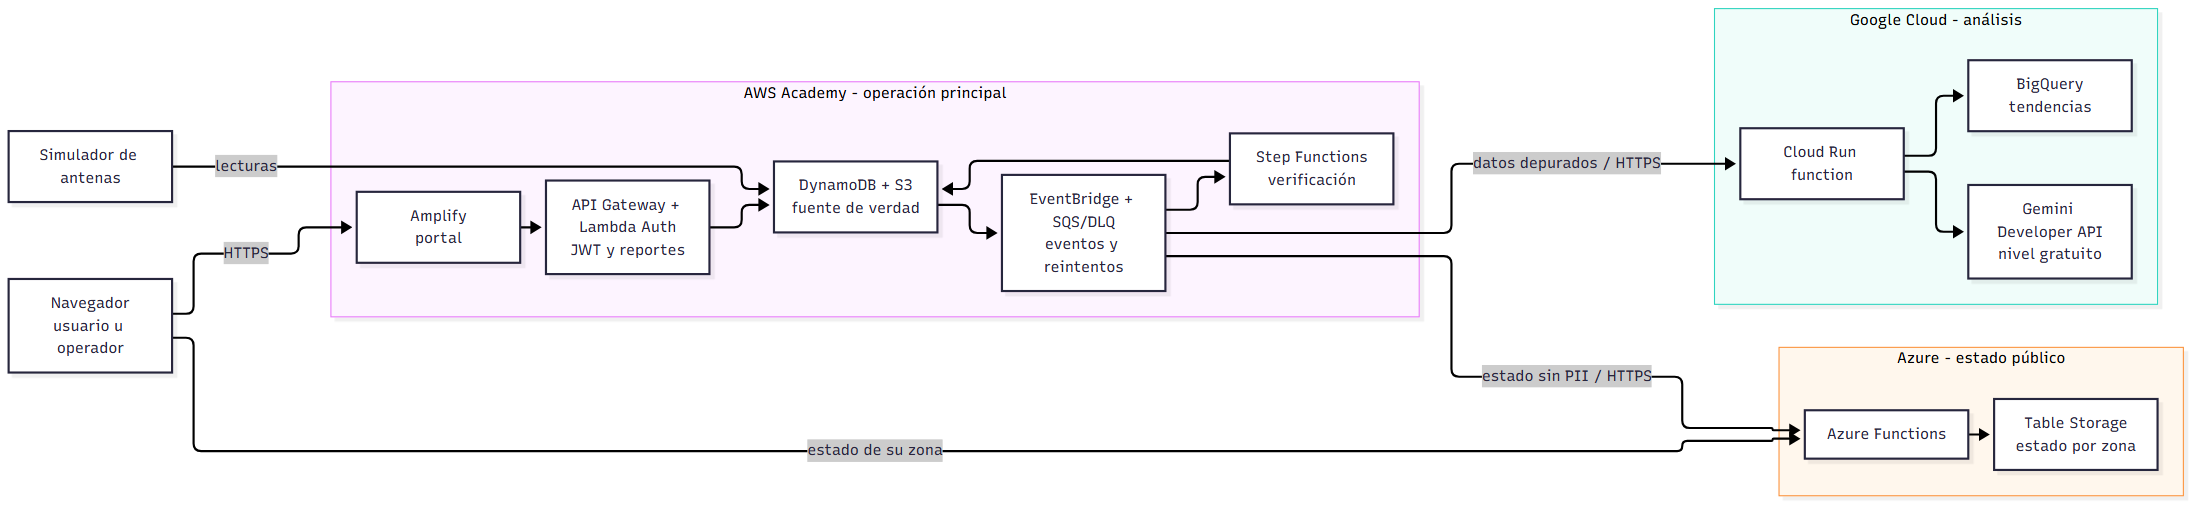 Google Cloud - análisis
AWS Academy - operación principal
Simulador de
antenas
lecturas
Navegador
usuario u
operador
HTTPS
Amplify
portal
API Gateway +
Lambda Auth
JWT y reportes
DynamoDB + S3
fuente de verdad
EventBridge +
SQS/DLQ
eventos y
reintentos
Step Functions
verificación
datos depurados / HTTPS
Cloud Run
function
BigQuery
tendencias
Gemini
Developer API
nivel gratuito
estado sin PII / HTTPS
estado de su zona
Azure - estado público
Azure Functions
Table Storage
estado por zona